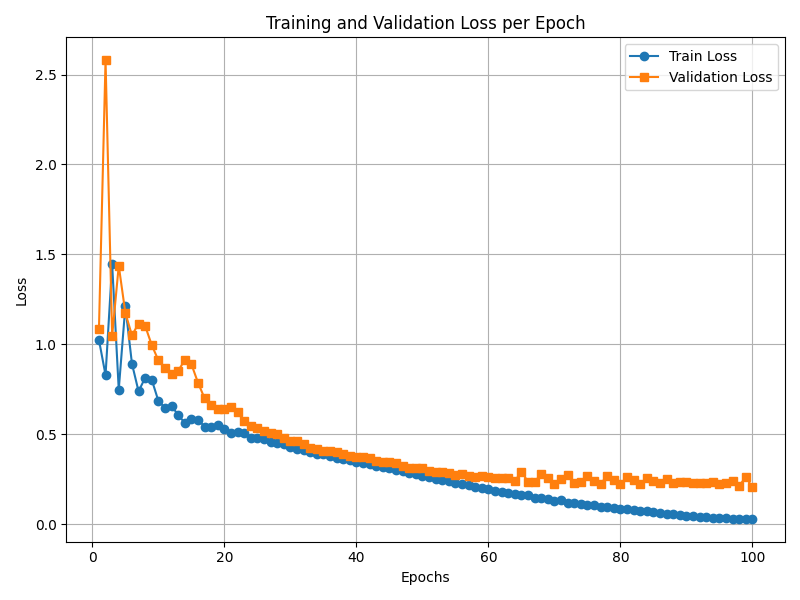 Training and Validation Loss per Epoch
Train Loss
Validation Loss
2.5
2.0
1.5
1.0
0.5
0.0
Loss
0 20 40 60 80 100
Epochs